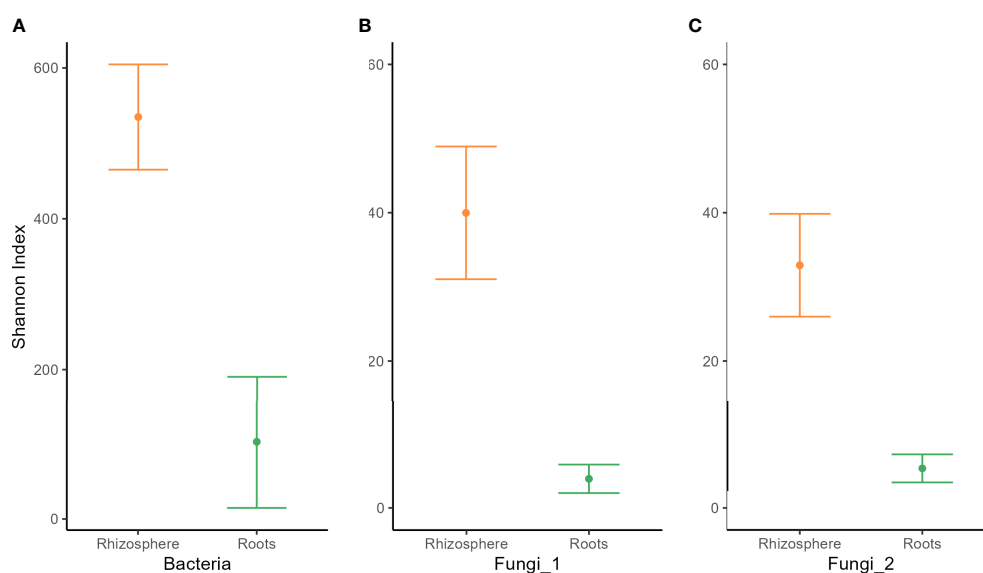 A
B
C
Shannon Index
600
400
200
0
Rhizosphere
Roots
Bacteria
60
40
20
0
Rhizosphere
Roots
Fungi_1
60
40
20
0
Rhizosphere
Roots
Fungi_2